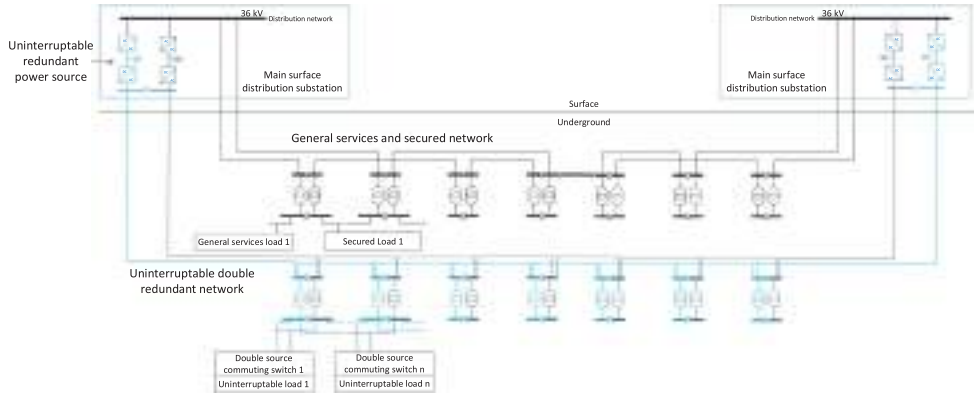 36 kV
Distribution network
Uninterruptable
redundant
power source
Main surface
distribution substation
36 kV
Distribution network
Main surface
distribution substation
Surface
Underground
General services and secured network
General services load 1
Secured Load 1
Uninterruptable double
redundant network
Double source
commuting switch 1
Uninterruptable load 1
Double source
commuting switch n
Uninterruptable load n